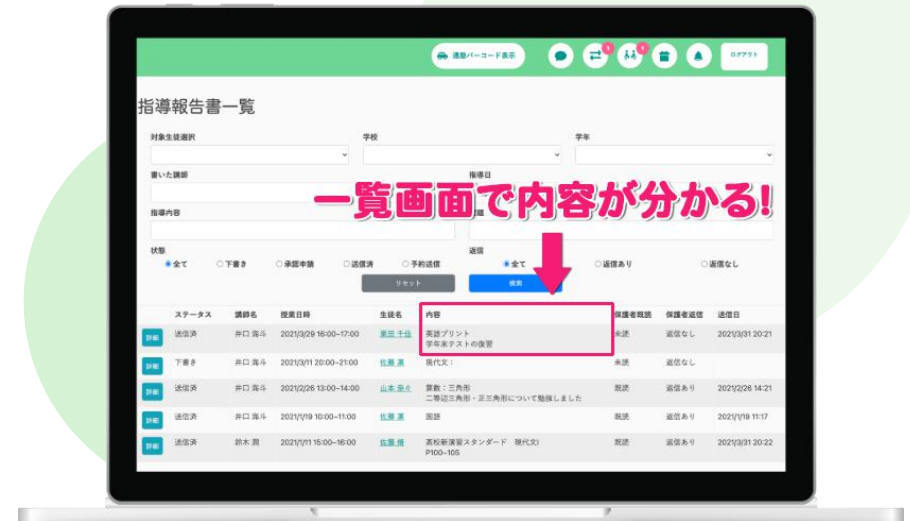 通塾バーコード表示
1
1
ログアウト
指導報告書一覧
対象生徒選択 学校 学年
書いた講師 指導日
一覧画面で内容が分かる!
指導内容
状態 返信
全て 下書き 承認申請 送信済 予約送信 全て 返信あり 返信なし
リセット 検索
ステータス 講師名 授業日時 生徒名 内容 保護者既読 保護者返信 送信日
詳細 送信済 井口 海斗 2021/3/29 16:00~17:00 栗田 千佳 英語プリント 未読 返信なし 2021/3/31 20:21
学年末テストの復習
詳細 下書き 井口 海斗 2021/3/11 20:00~21:00 佐藤 現代文: 未読 返信なし
詳細 送信済 井口 海斗 2021/2/26 13:00~14:00 山本 算数:三角形 既読 返信あり 2021/2/26 14:21
二等辺三角形・正三角形について勉強しました
詳細 送信済 井口 海斗 2021/1/19 10:00~11:00 佐藤 国語 既読 返信あり 2021/1/19 11:17
詳細 送信済 鈴木 潤 2021/1/11 15:00~16:00 佐藤 高校新演習スタンダード 現代文) 既読 返信あり 2021/3/31 20:22
P100~105